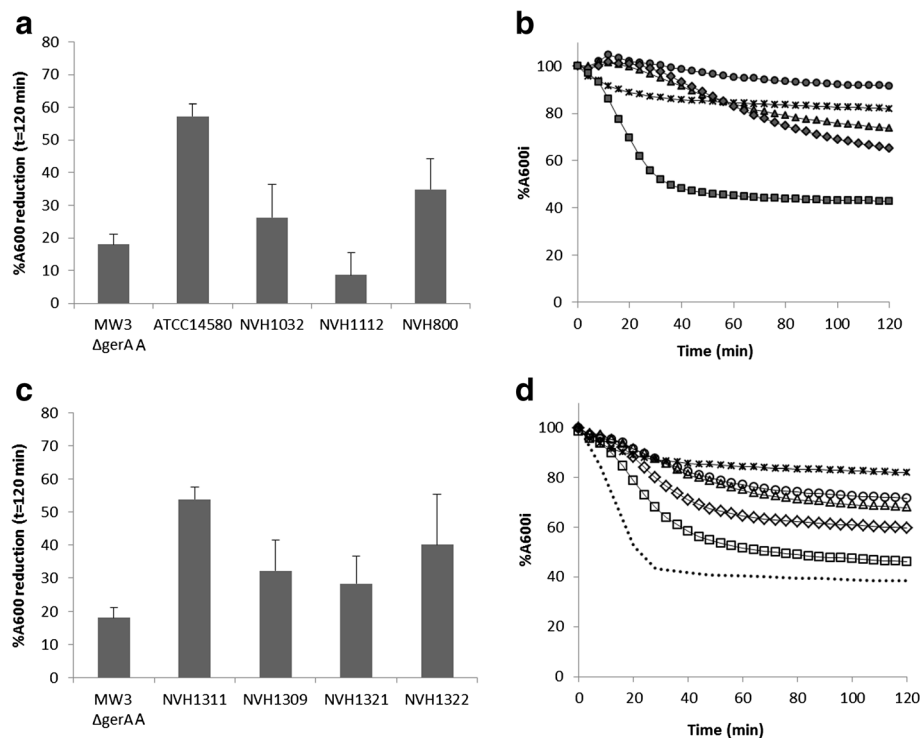 a
%A600 reduction (t=120 min)
80
70
60
50
40
30
20
10
0
MW3 ATCC14580 NVH1032 NVH1112 NVH800
ΔgerAA
b
%A600i
100
80
60
40
20
0
0 20 40 60 80 100 120
Time (min)
c
%A600 reduction (t=120 min)
80
70
60
50
40
30
20
10
0
MW3 NVH1311 NVH1309 NVH1321 NVH1322
ΔgerAA
d
%A600i
100
80
60
40
20
0
0 20 40 60 80 100 120
Time (min)